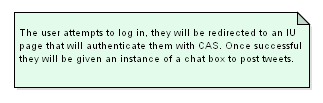 The user attempts to log in, they will be redirected to an IU
page that will authenticate them with CAS. Once successful
they will be given an instance of a chat box to post tweets.